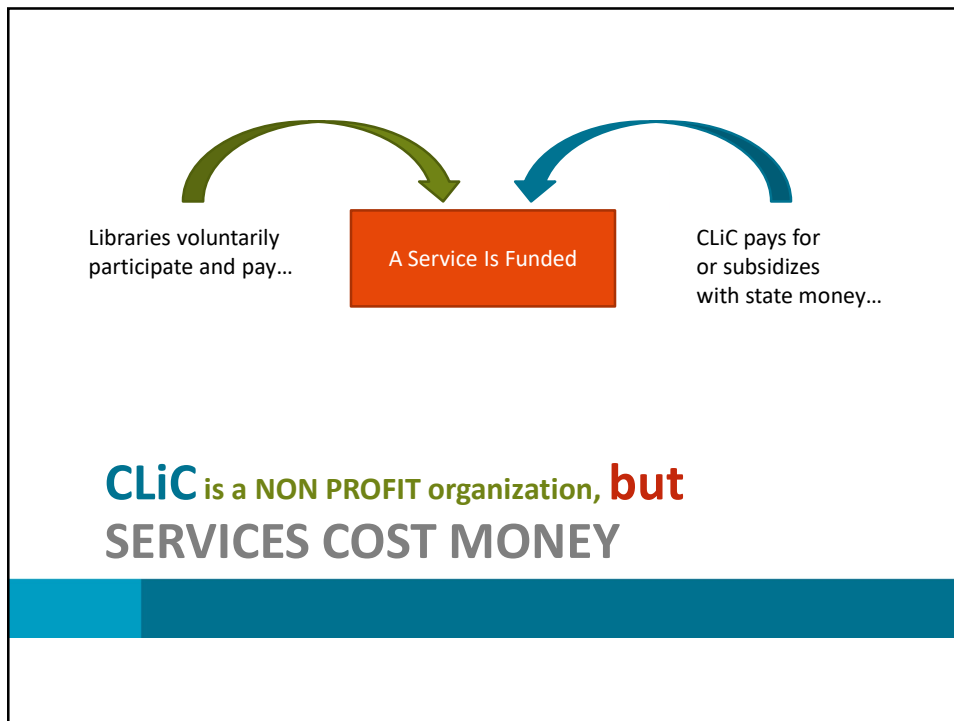 Libraries voluntarily
participate and pay…
A Service Is Funded
CLiC pays for
or subsidizes
with state money…
CLiC is a NON PROFIT organization, but
SERVICES COST MONEY